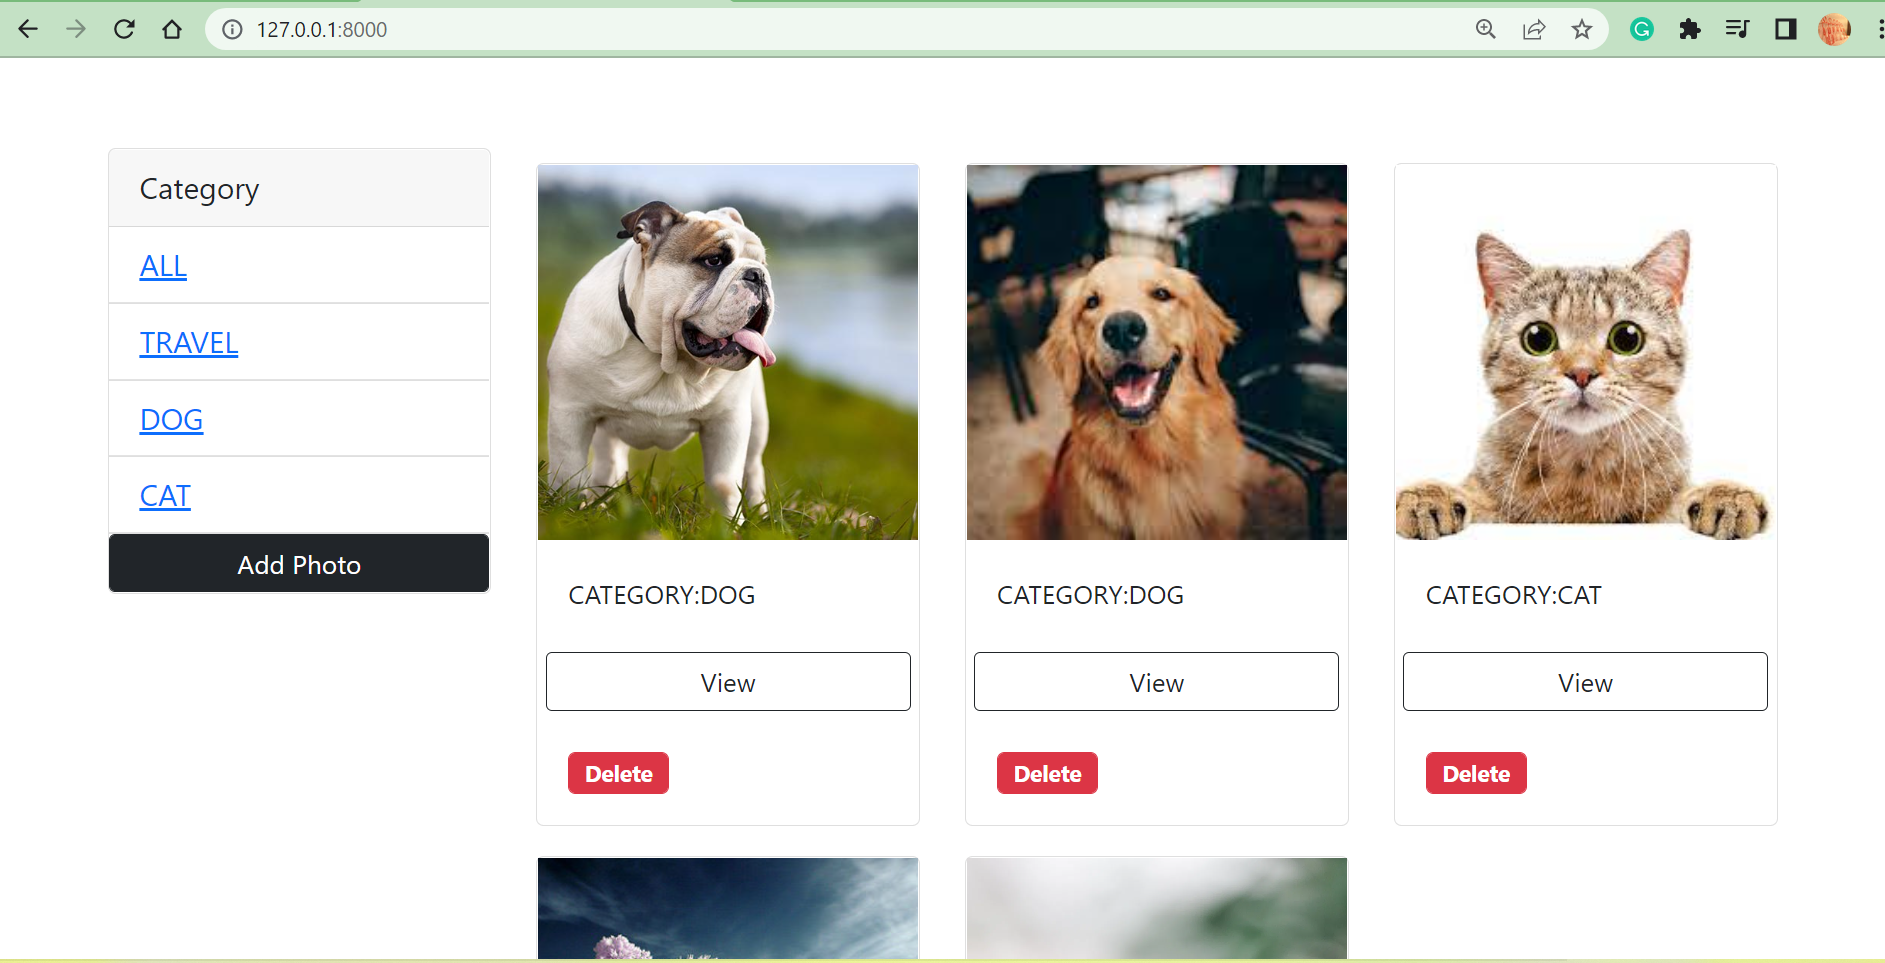 127.0.0.1:8000
Category
ALL
TRAVEL
DOG
CAT
Add Photo
CATEGORY:DOG
View
Delete
CATEGORY:DOG
View
Delete
CATEGORY:CAT
View
Delete